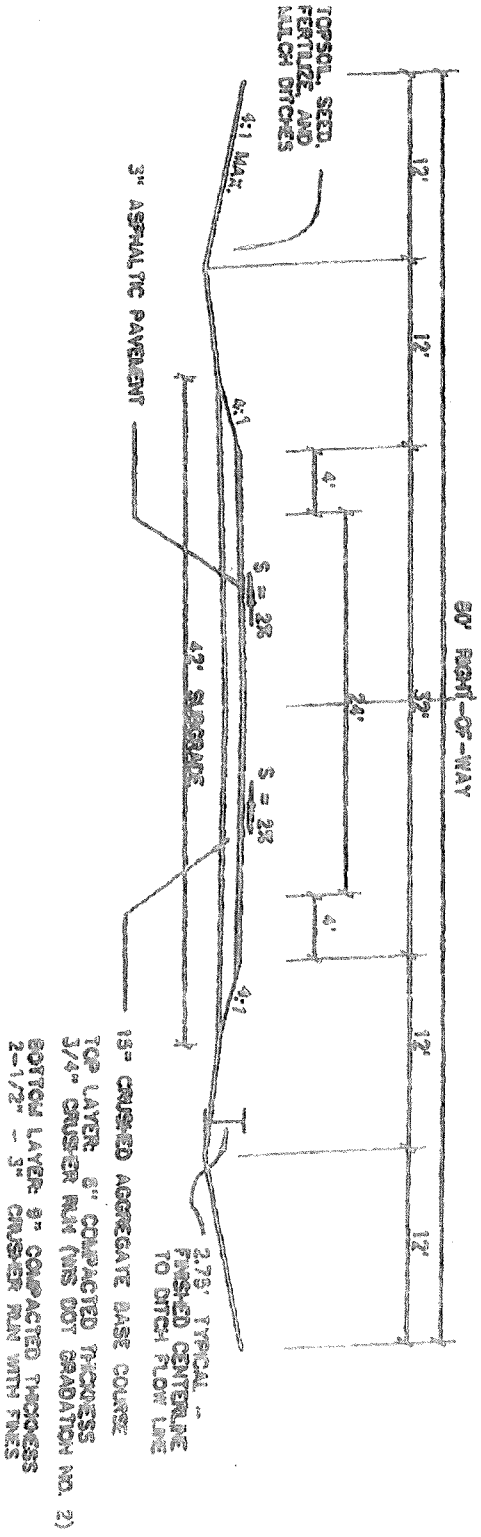 80' RIGHT-OF-WAY
12'
12'
32'
12'
12'
4'
24'
4'
TOPSOIL, SEED,
FERTILIZE, AND
MULCH DITCHES
4:1 MAX.
4:1
S = 2%
S = 2%
4:1
42' SUBGRADE
3" ASPHALTIC PAVEMENT
2.75' TYPICAL -
FINISHED CENTERLINE
TO DITCH FLOW LINE
15" CRUSHED AGGREGATE BASE COURSE
TOP LAYER: 6" COMPACTED THICKNESS
3/4" CRUSHER RUN (WIS DOT GRADATION NO. 2)
BOTTOM LAYER: 9" COMPACTED THICKNESS
2-1/2" - 3" CRUSHER RUN WITH FINES